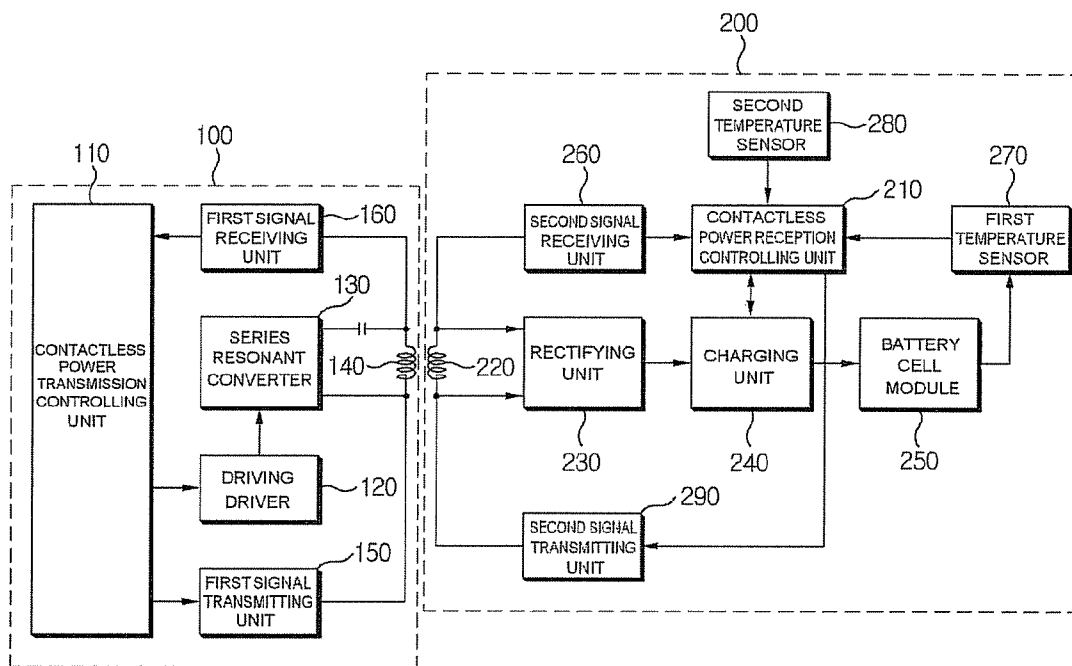 200
SECOND
TEMPERATURE
SENSOR
280
100
110
260
210
270
160
FIRST SIGNAL
RECEIVING
UNIT
SECOND SIGNAL
RECEIVING
UNIT
CONTACTLESS
POWER RECEPTION
CONTROLLING UNIT
FIRST
TEMPERATURE
SENSOR
130
CONTACTLESS
POWER
TRANSMISSION
CONTROLLING
UNIT
SERIES
RESONANT
CONVERTER
140
220
RECTIFYING
UNIT
CHARGING
UNIT
BATTERY
CELL
MODULE
230
240
250
DRIVING
DRIVER
120
290
SECOND SIGNAL
TRANSMITTING
UNIT
150
FIRST SIGNAL
TRANSMITTING
UNIT